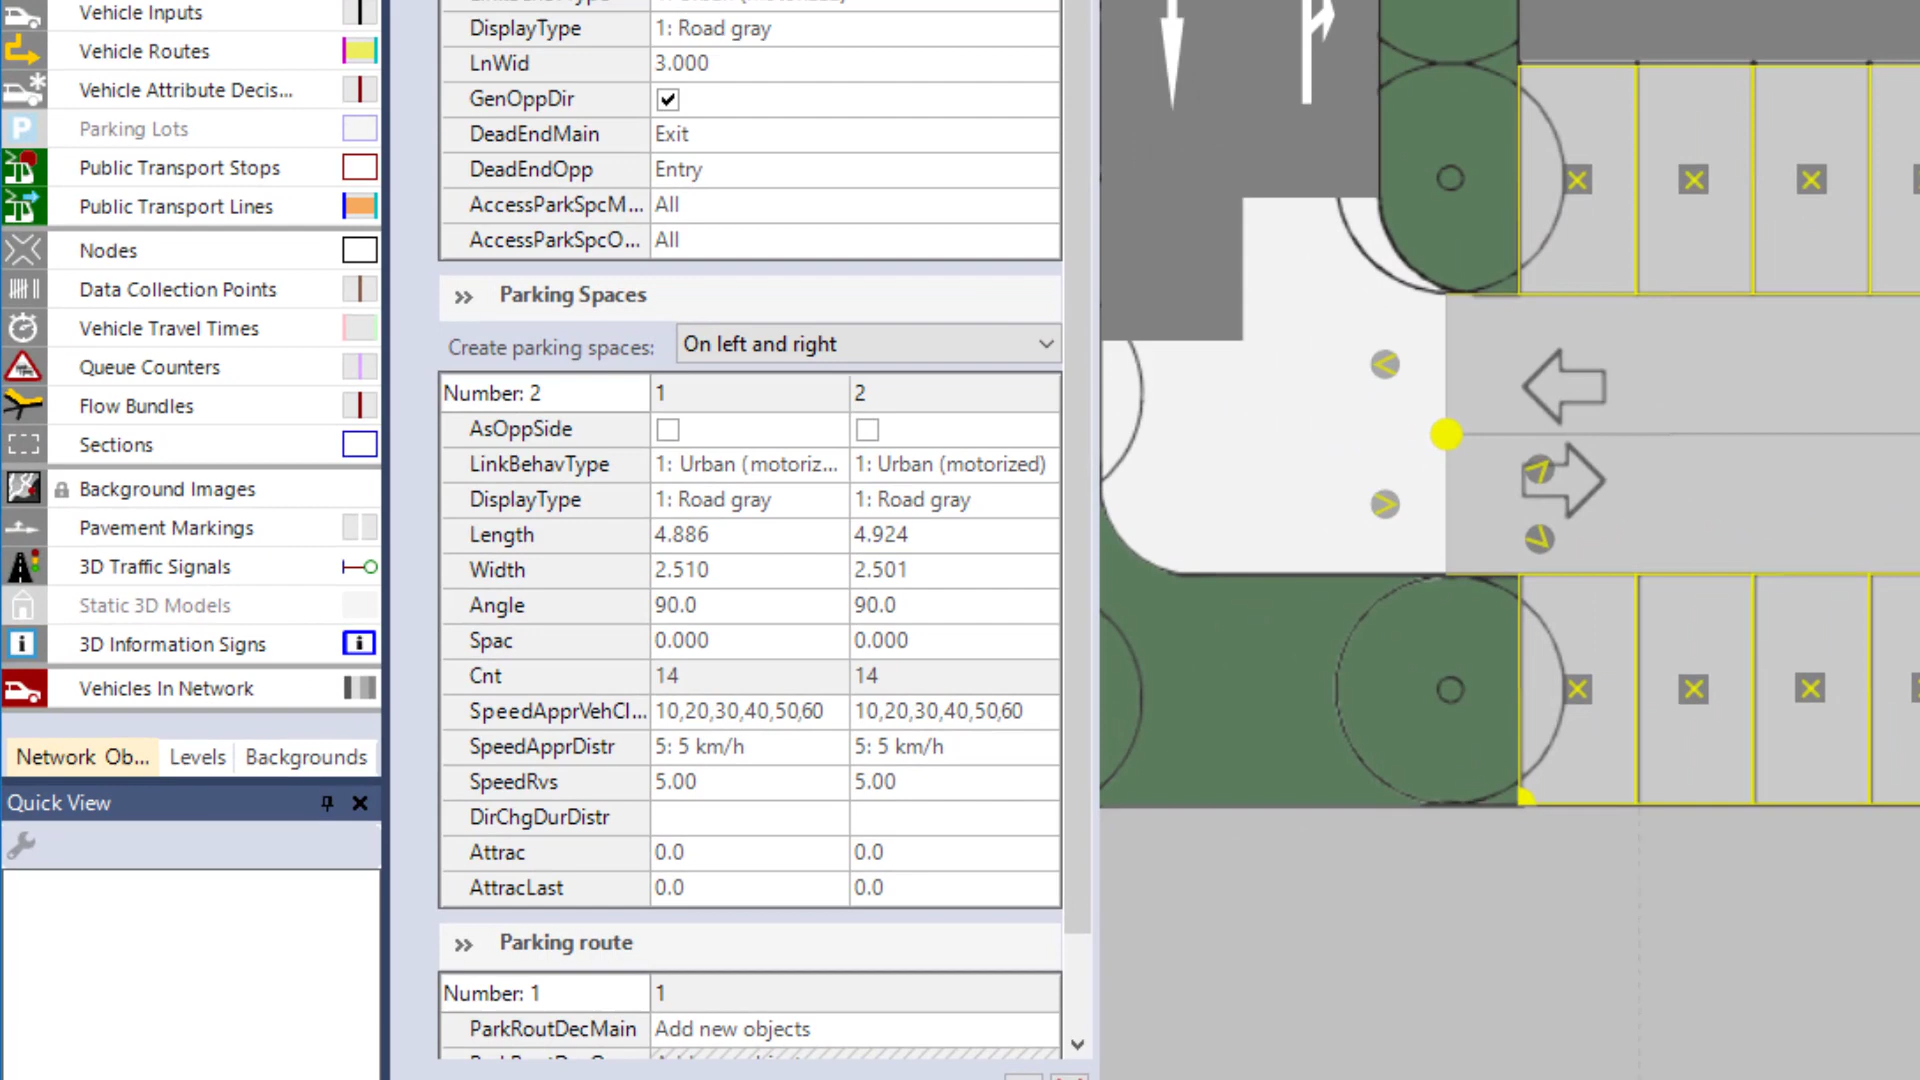 Vehicle Inputs
Vehicle Routes
Vehicle Attribute Decis...
Parking Lots
Public Transport Stops
Public Transport Lines
Nodes
Data Collection Points
Vehicle Travel Times
Queue Counters
Flow Bundles
Sections
Background Images
Pavement Markings
3D Traffic Signals
Static 3D Models
3D Information Signs
Vehicles In Network
Network Ob... Levels Backgrounds
Quick View
DisplayType 1: Road gray
LnWid 3.000
GenOppDir
DeadEndMain Exit
DeadEndOpp Entry
AccessParkSpcM... All
AccessParkSpcO... All
Parking Spaces
Create parking spaces: On left and right
Number: 2 1 2
AsOppSide
LinkBehavType 1: Urban (motoriz... 1: Urban (motorized)
DisplayType 1: Road gray 1: Road gray
Length 4.886 4.924
Width 2.510 2.501
Angle 90.0 90.0
Spac 0.000 0.000
Cnt 14 14
SpeedApprVehCl... 10,20,30,40,50,60 10,20,30,40,50,60
SpeedApprDistr 5: 5 km/h 5: 5 km/h
SpeedRvs 5.00 5.00
DirChgDurDistr
Attrac 0.0 0.0
AttracLast 0.0 0.0
Parking route
Number: 1 1
ParkRoutDecMain Add new objects